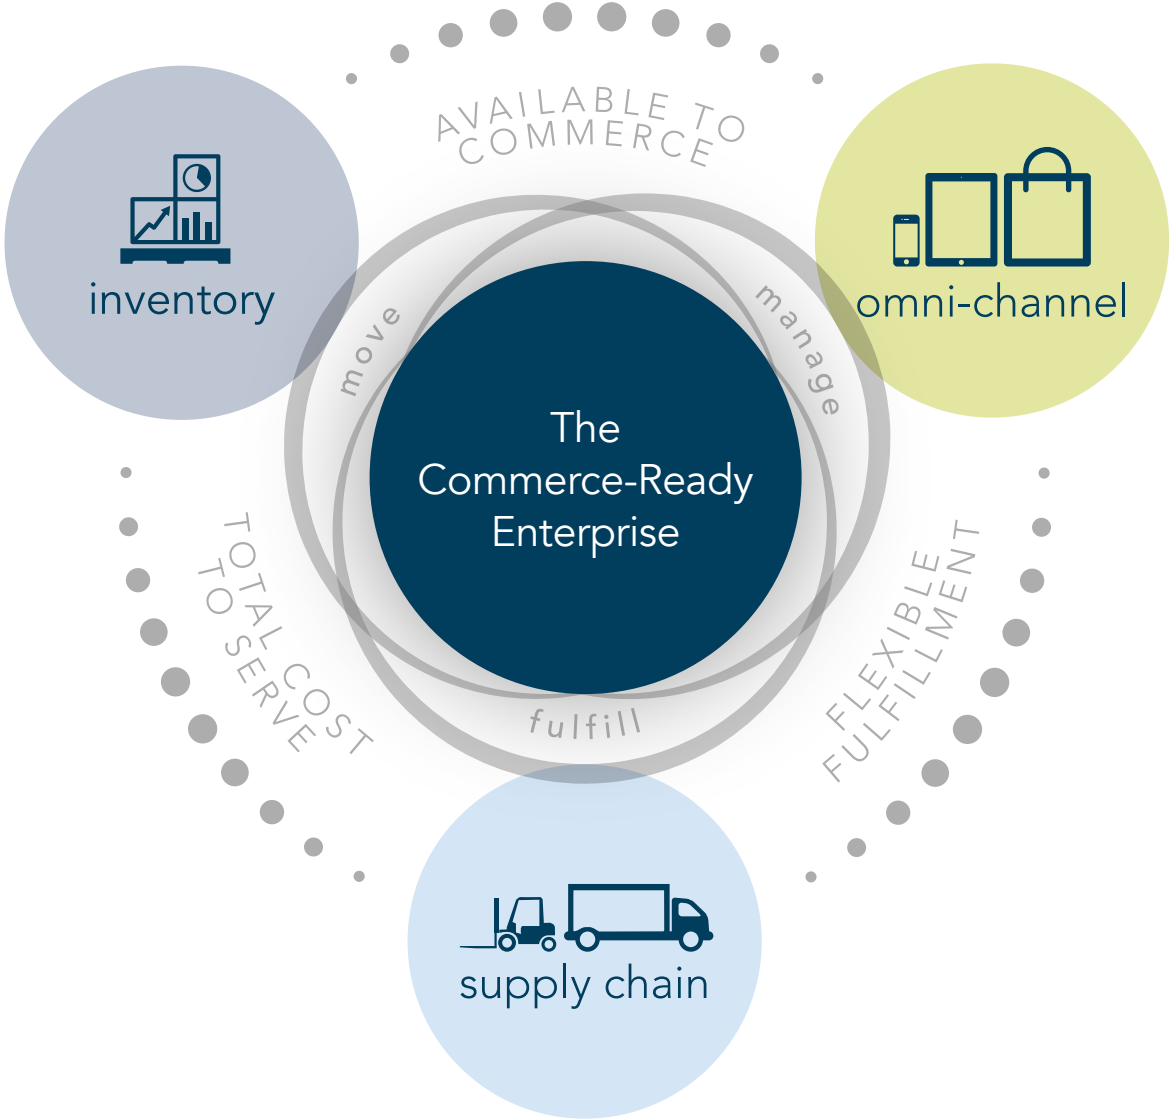 AVAILABLE TO
COMMERCE
inventory
omni-channel
move
manage
The
Commerce-Ready
Enterprise
TOTAL COST
TO SERVE
FLEXIBLE
FULFILLMENT
fulfill
supply chain